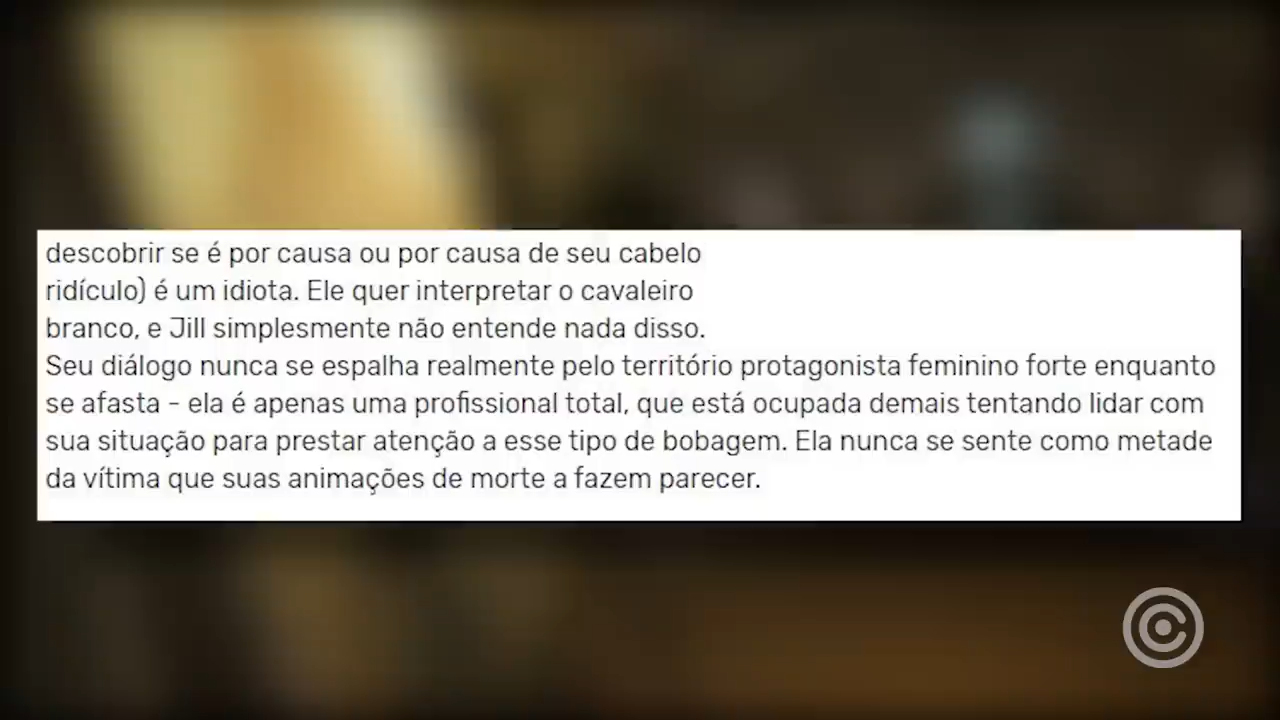 descobrir se é por causa ou por causa de seu cabelo
ridículo) é um idiota. Ele quer interpretar o cavaleiro
branco, e Jill simplesmente não entende nada disso.
Seu diálogo nunca se espalha realmente pelo território protagonista feminino forte enquanto
se afasta - ela é apenas uma profissional total, que está ocupada demais tentando lidar com
sua situação para prestar atenção a esse tipo de bobagem. Ela nunca se sente como metade
da vítima que suas animações de morte a fazem parecer.